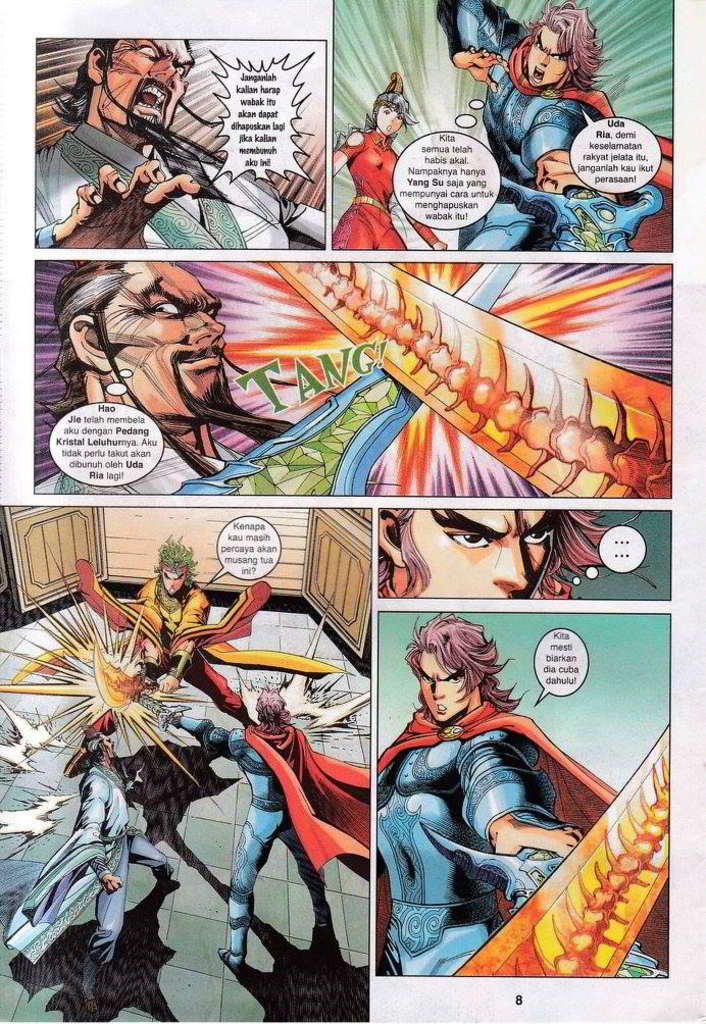 Janganlah
kalian harap
wabak itu
akan dapat
dihapuskan lagi
jika kalian
membunuh
aku ini!
Kita
semua telah
habis akal.
Nampaknya hanya
Yang Su saja yang
mempunyai cara untuk
menghapuskan
wabak itu!
Uda
Ria, demi
keselamatan
rakyat jelata itu,
janganlah kau ikut
perasaan!
TANG!
Hao
Jie telah membela
aku dengan Pedang
Kristal Leluhurnya. Aku
tidak perlu takut akan
dibunuh oleh Uda
Ria lagi!
Kenapa
kau masih
percaya akan
musang tua
ini?
...
...
Kita
mesti
biarkan
dia cuba
dahulu!
8